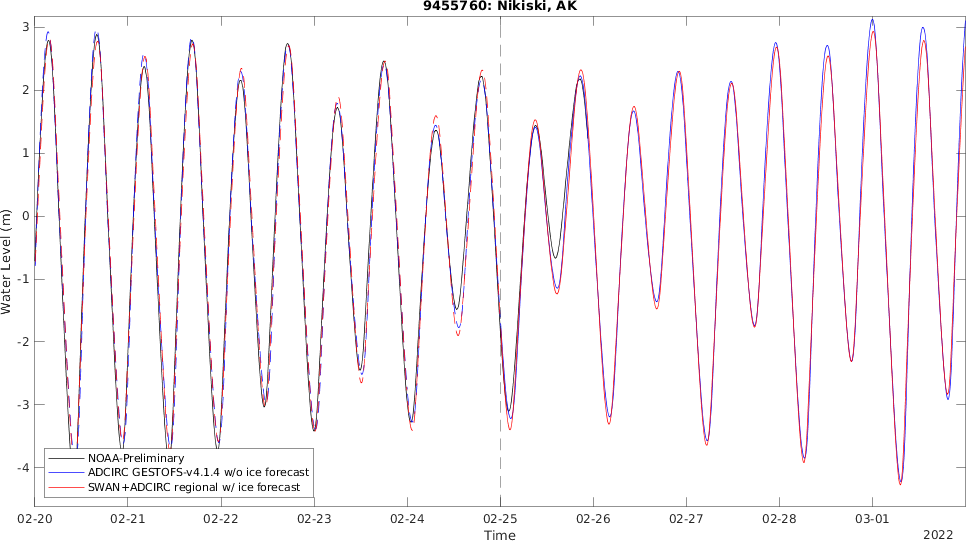 9455760: Nikiski, AK
3
2
1
0
-1
-2
-3
-4
Water Level (m)
NOAA-Preliminary
ADCIRC GESTOFS-v4.1.4 w/o ice forecast
SWAN+ADCIRC regional w/ ice forecast
02-20 02-21 02-22 02-23 02-24 02-25 02-26 02-27 02-28 03-01
Time
2022